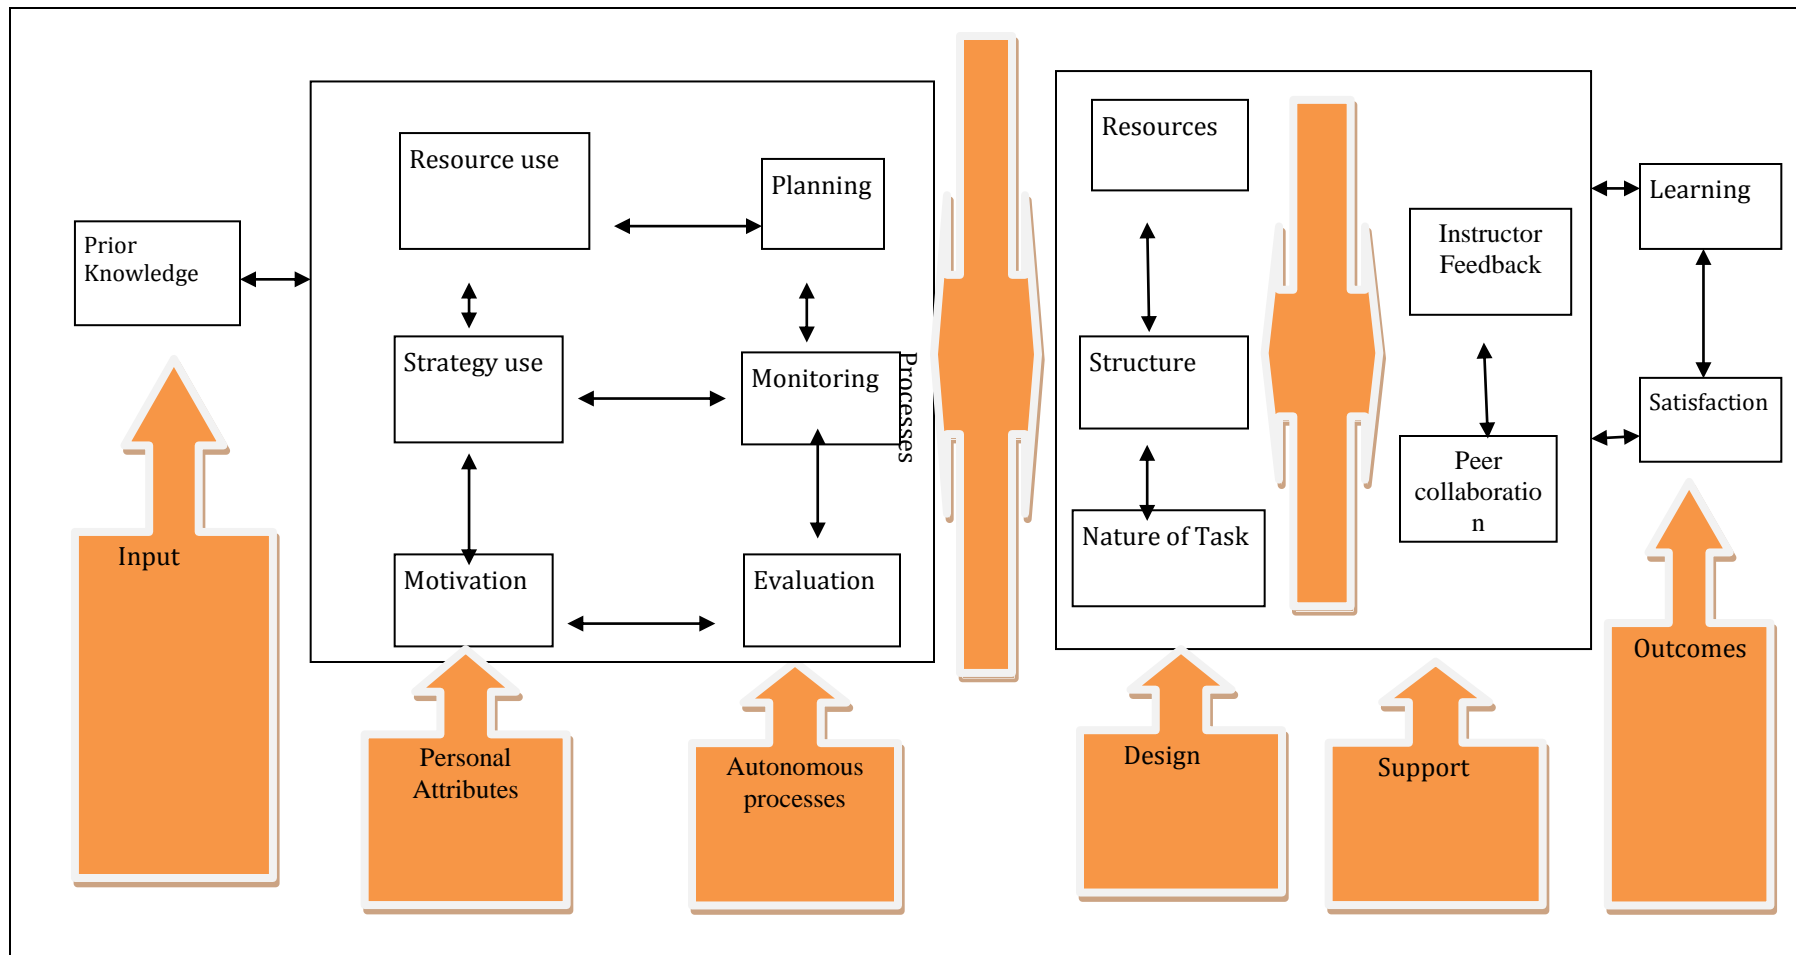 Prior
Knowledge
Input
Resource use
Planning
Strategy use
Monitoring
Processes
Motivation
Evaluation
Personal
Attributes
Autonomous
processes
Resources
Structure
Nature of Task
Instructor
Feedback
Peer
collaboratio
n
Design
Support
Learning
Satisfaction
Outcomes